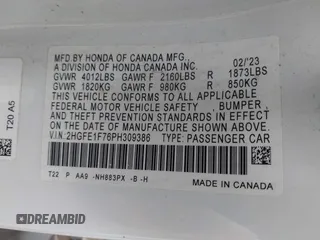 MFD. BY HONDA OF CANADA MFG.
A DIVISION OF HONDA CANADA INC. 02/'23
GVWR 4012LBS GAWR F 2160LBS R 1873LBS
GVWR 1820KG GAWR F 980KG R 850KG
THIS VEHICLE CONFORMS TO ALL APPLICABLE
FEDERAL MOTOR VEHICLE SAFETY, BUMPER,
AND THEFT PREVENTION STANDARDS IN EFFECT
ON THE DATE OF MANUFACTURE SHOWN ABOVE.
V.I.N.2HGFE1F76PH309386 TYPE: PASSENGER CAR
T22 P AA9 -NH883PX -B -H
MADE IN CANADA
T20 A5
DREAMBID